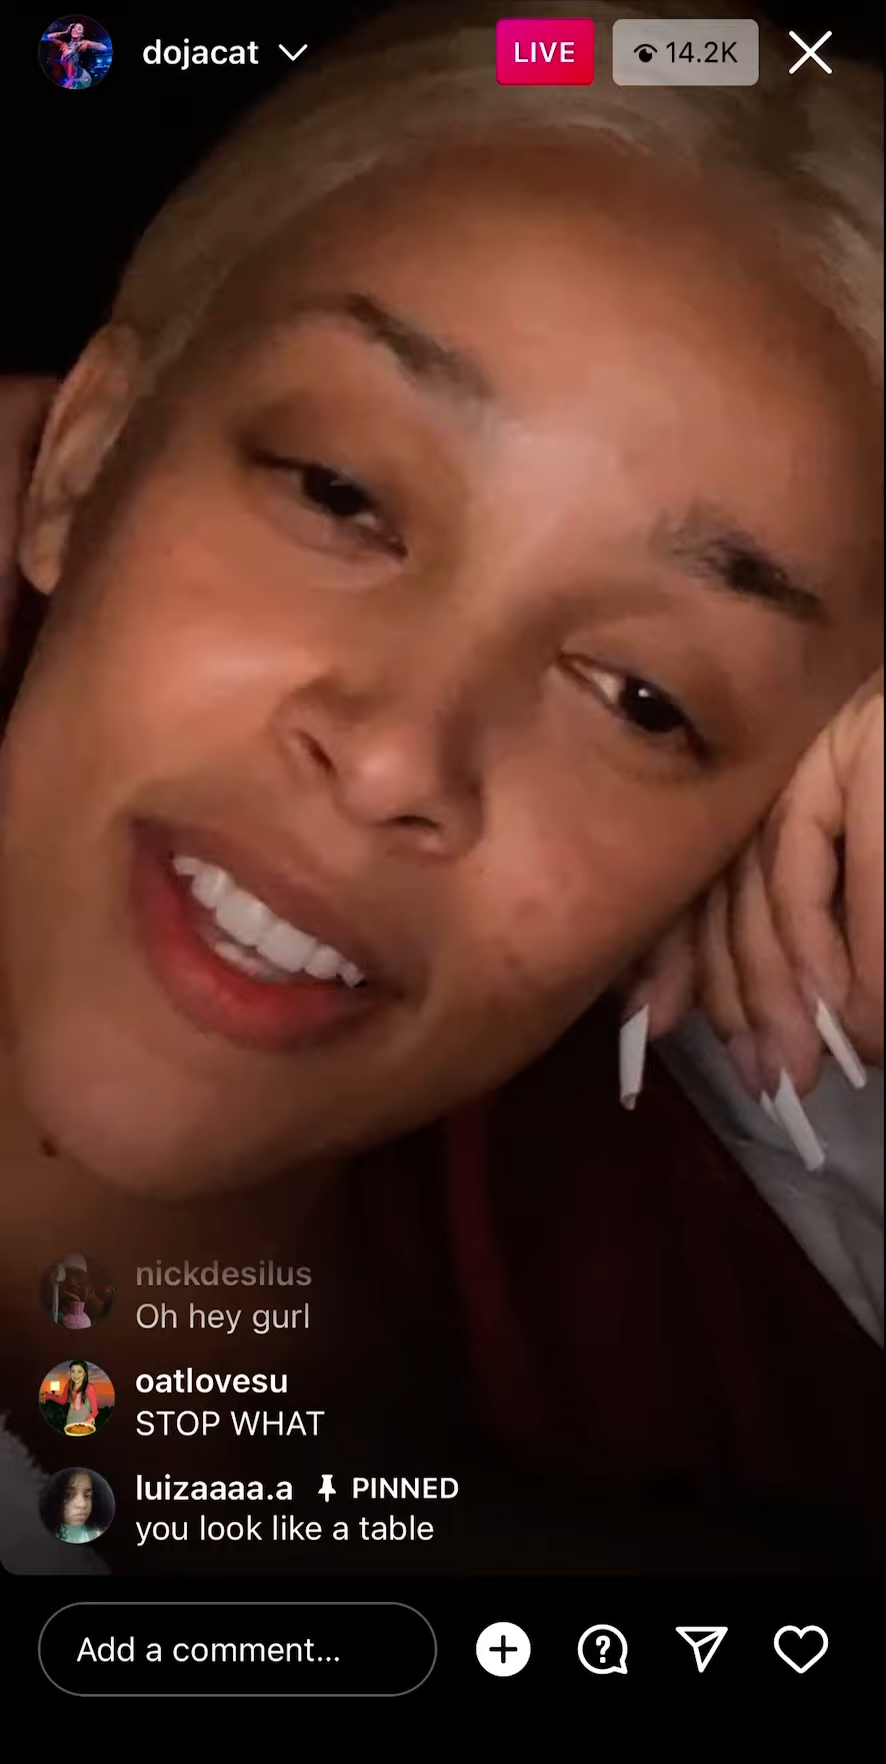 dojacat
LIVE
14.2K
nickdesilus
Oh hey gurl
oatlovesu
STOP WHAT
luizaaaa.a PINNED
you look like a table
Add a comment...
?